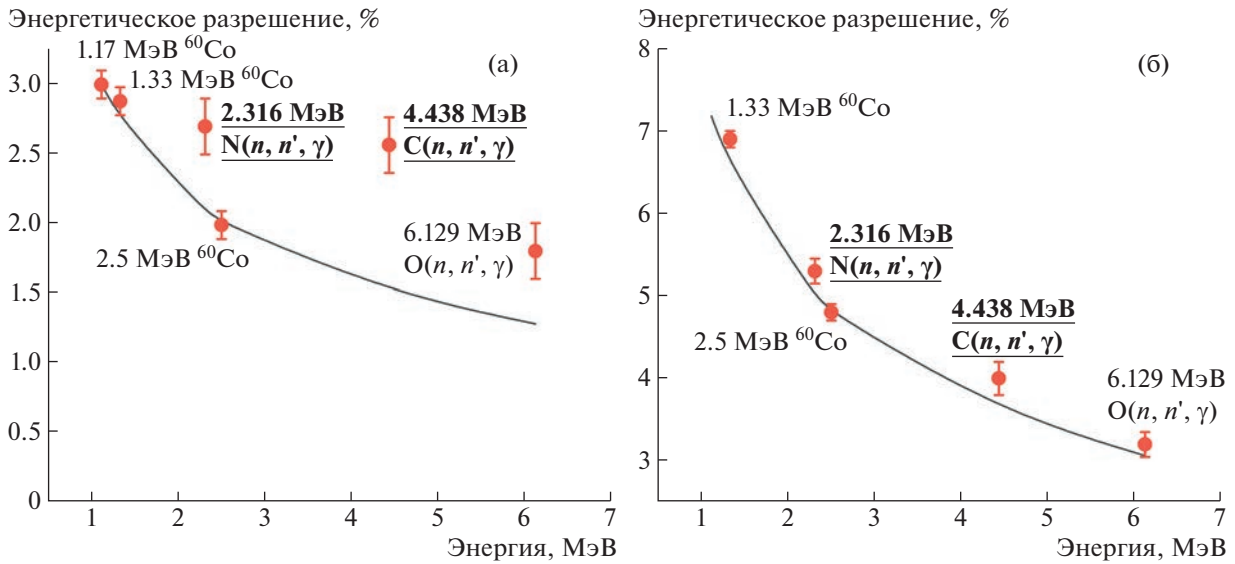 Энергетическое разрешение, %
1.17 МэВ ⁶⁰Co
(а)
3.0
1.33 МэВ ⁶⁰Co
2.316 МэВ
N(n, n', γ)
4.438 МэВ
C(n, n', γ)
2.5
2.0
2.5 МэВ ⁶⁰Co
6.129 МэВ
O(n, n', γ)
1.5
1.0
0.5
0
1 2 3 4 5 6 7
Энергия, МэВ
Энергетическое разрешение, %
8
(б)
1.33 МэВ ⁶⁰Co
7
6
2.316 МэВ
N(n, n', γ)
5
2.5 МэВ ⁶⁰Co
4.438 МэВ
C(n, n', γ)
4
6.129 МэВ
O(n, n', γ)
3
1 2 3 4 5 6 7
Энергия, МэВ